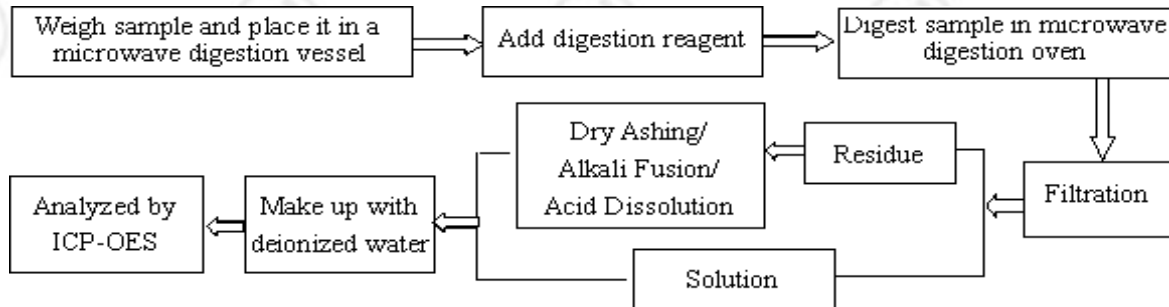 Weigh sample and place it in a
microwave digestion vessel
Add digestion reagent
Digest sample in microwave
digestion oven
Filtration
Residue
Solution
Dry Ashing/
Alkali Fusion/
Acid Dissolution
Make up with
deionized water
Analyzed by
ICP-OES